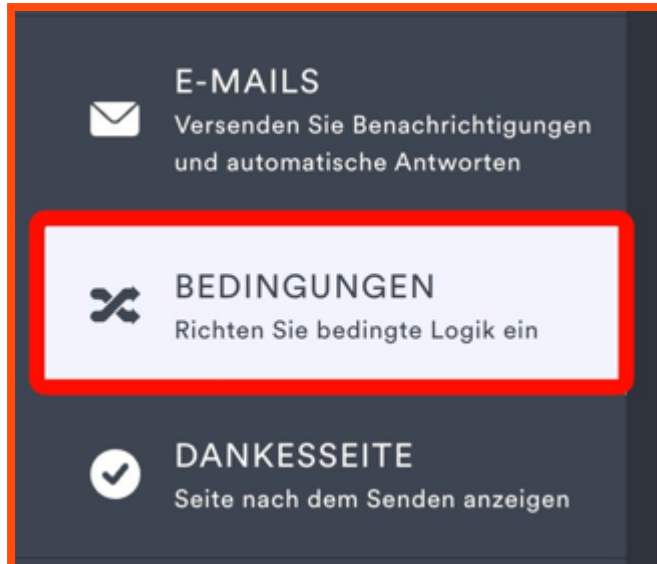 E-MAILS
Versenden Sie Benachrichtigungen
und automatische Antworten
BEDINGUNGEN
Richten Sie bedingte Logik ein
DANKESSEITE
Seite nach dem Senden anzeigen